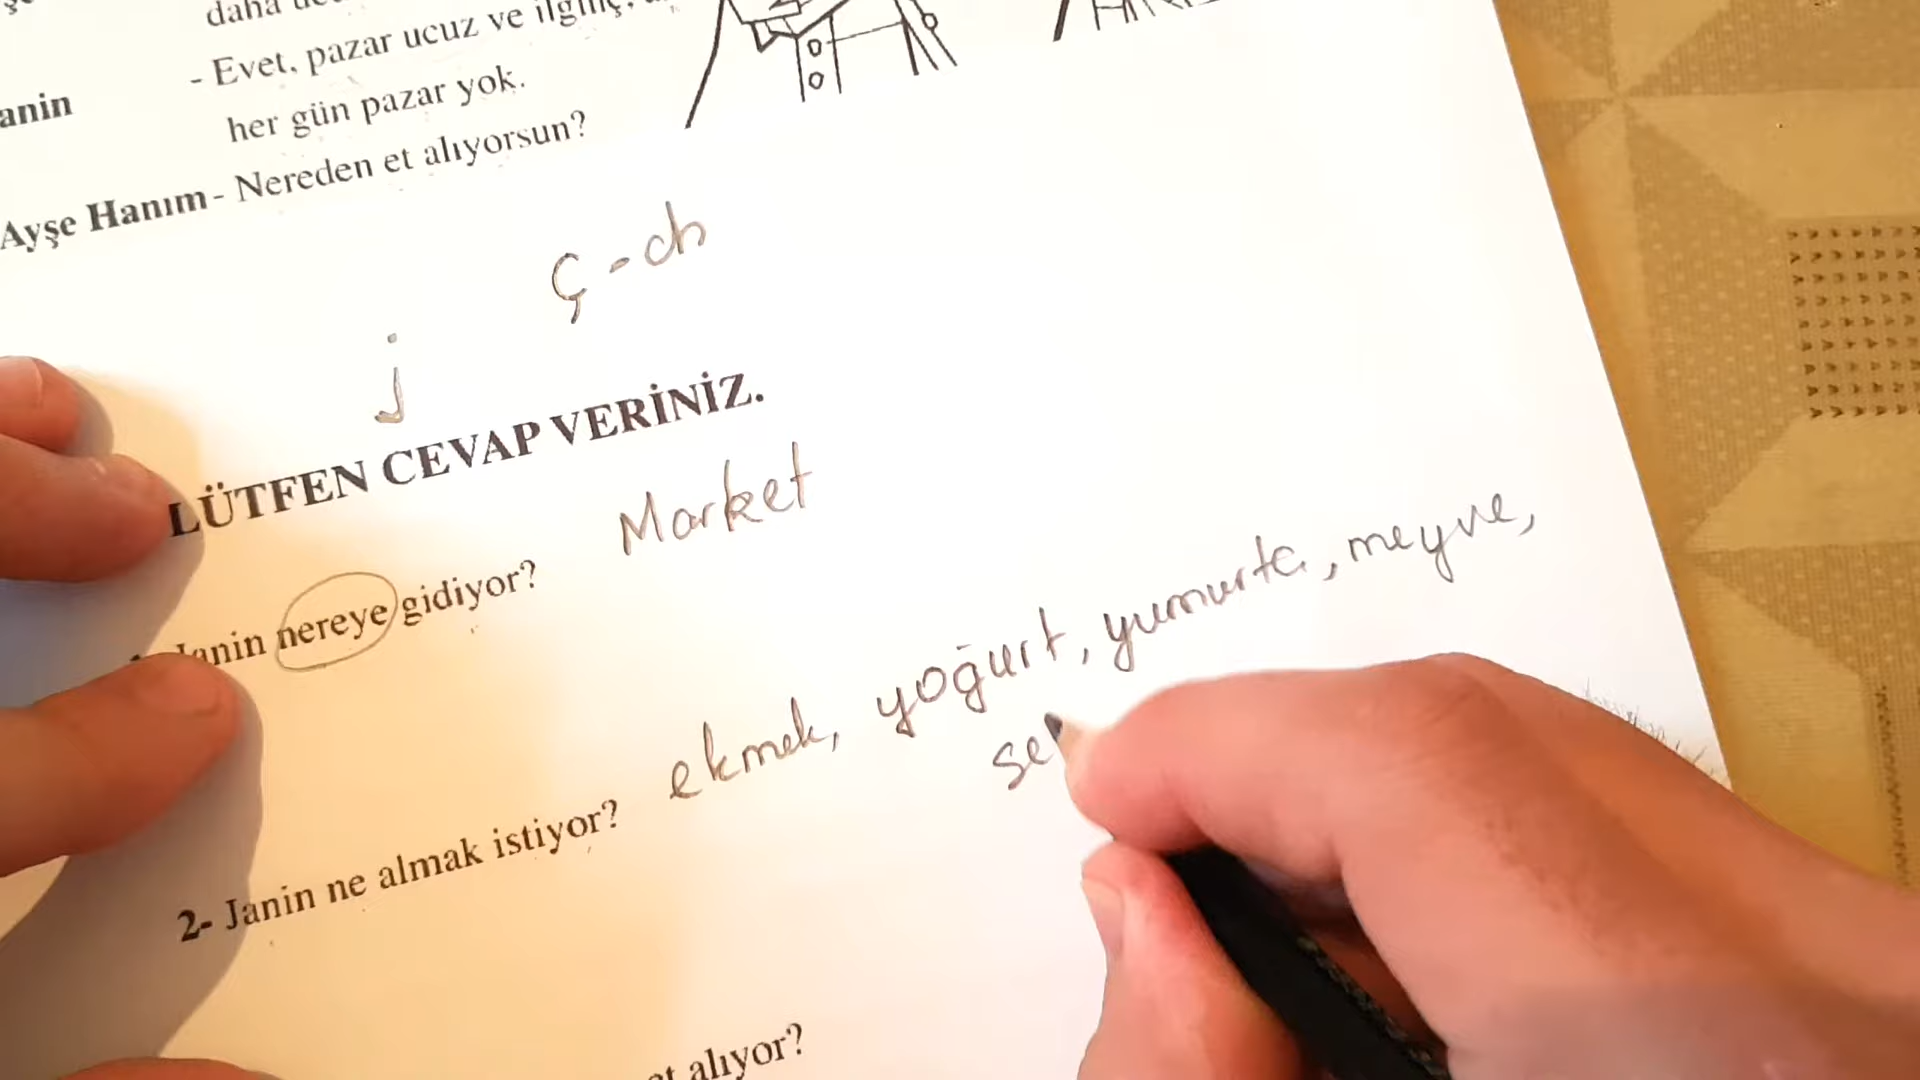 daha
- Evet, pazar ucuz ve ilginç,
anin
her gün pazar yok.
Ayşe Hanım - Nereden et alıyorsun?
ç - ch
j
LÜTFEN CEVAP VERİNİZ.
Market
Janin nereye gidiyor?
ekmek, yoğurt, yumurta, meyve,
se
2- Janin ne almak istiyor?
et alıyor?